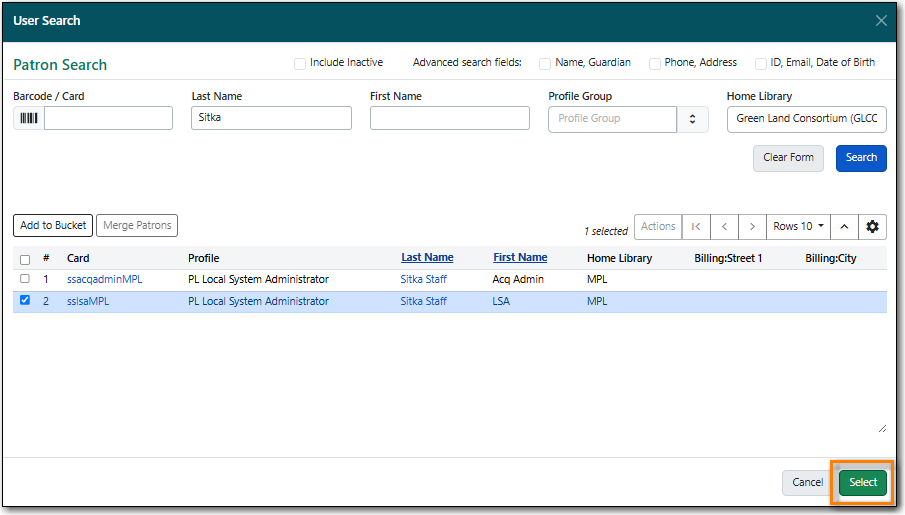 User Search
Patron Search
Include Inactive Advanced search fields: Name, Guardian Phone, Address ID, Email, Date of Birth
Barcode / Card Last Name First Name Profile Group Home Library
Sitka Profile Group Green Land Consortium (GLCC
Clear Form Search
Add to Bucket Merge Patrons 1 selected Actions Rows 10
# Card Profile Last Name First Name Home Library Billing:Street 1 Billing:City
1 ssacqadminMPL PL Local System Administrator Sitka Staff Acq Admin MPL
2 sslsaMPL PL Local System Administrator Sitka Staff LSA MPL
Cancel Select